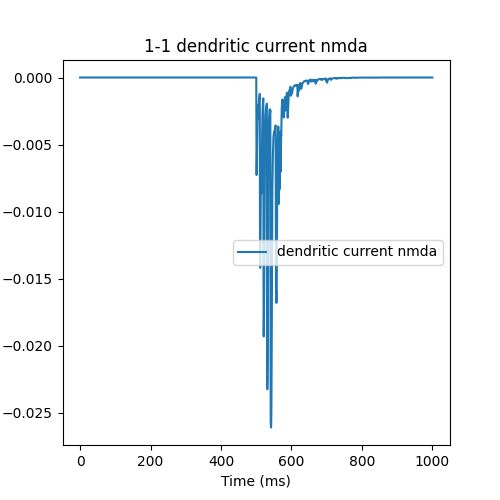 1-1 dendritic current nmda
0.000
−0.005
−0.010
dendritic current nmda
−0.015
−0.020
−0.025
0 200 400 600 800 1000
Time (ms)